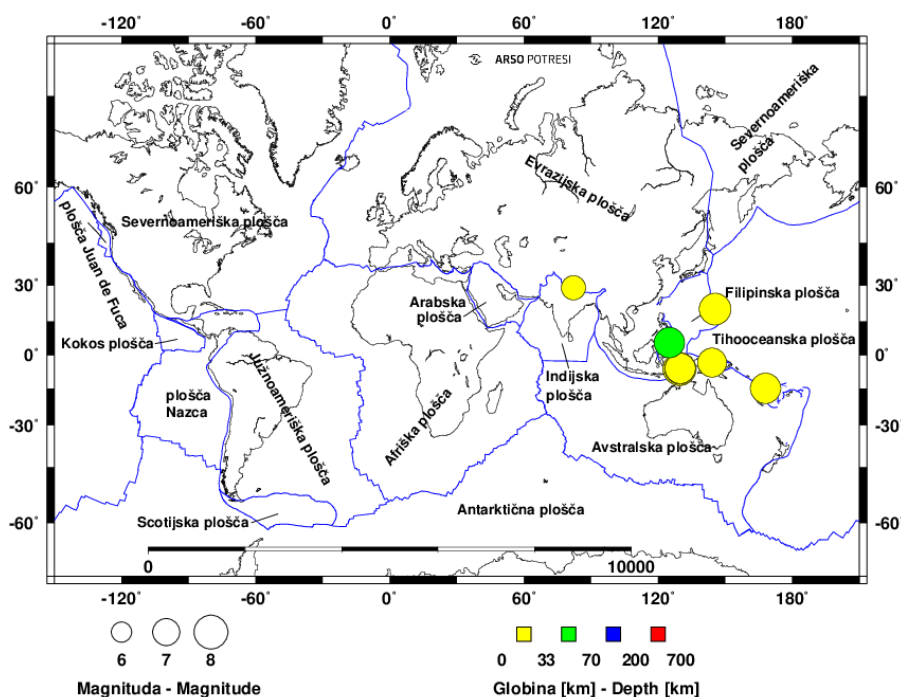 -120° -60° 0° 60° 120° 180°
ARSO POTRESI
Severnoameriška
plošča
Evrazijska plošča
60° 60°
Severnoameriška plošča
plošča Juan de Fuca
30° 30°
Arabska
plošča
Filipinska plošča
Kokos plošča
Tihooceanska plošča
0° 0°
Južnoameriška plošča
Afriška plošča
Indijska
plošča
plošča
Nazca
-30° -30°
Avstralska plošča
Antarktična plošča
Scotijska plošča
-60° -60°
0 10000
-120° -60° 0° 60° 120° 180°
6 7 8
0 33 70 200 700
Magnituda - Magnitude
Globina [km] - Depth [km]